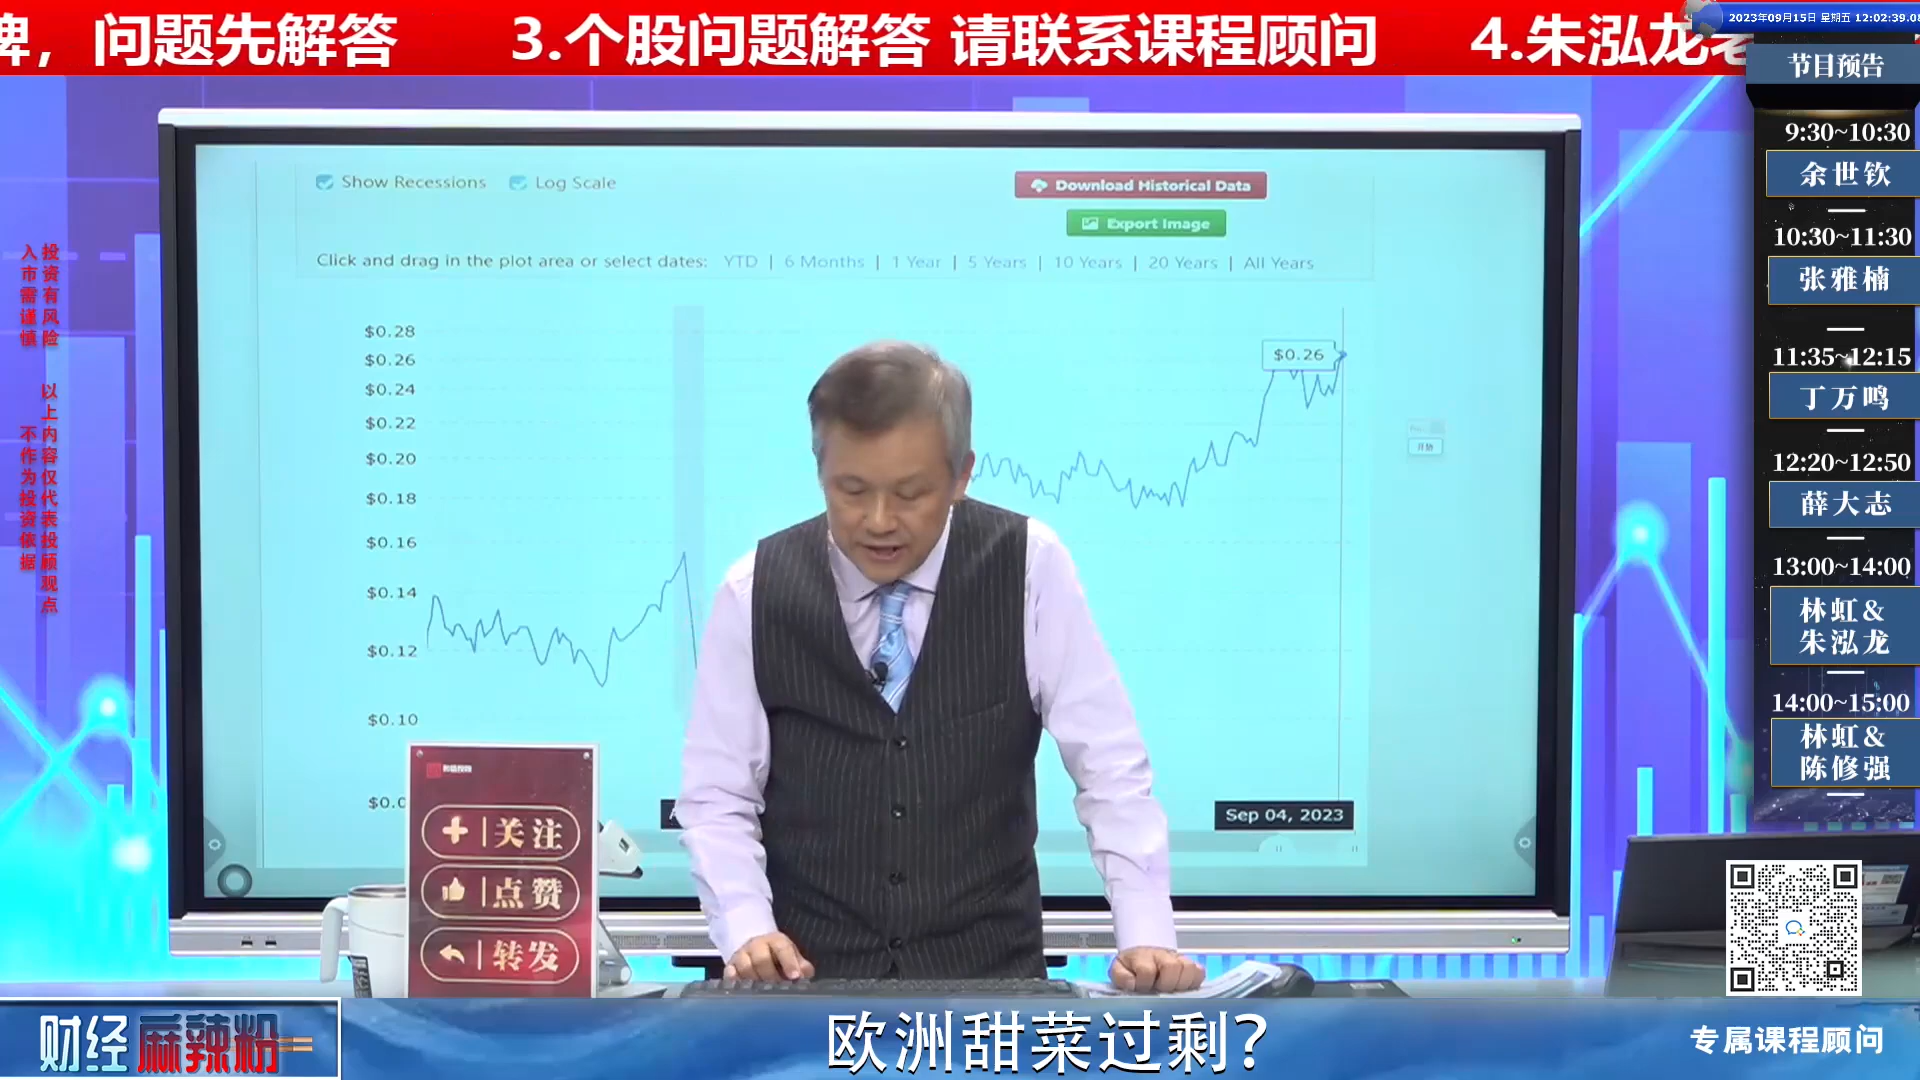 牌，问题先解答 3.个股问题解答 请联系课程顾问 4.朱泓龙老
2023年09月15日 星期五 12:02:39.08
节目预告
9:30~10:30
余世钦
10:30~11:30
张雅楠
11:35~12:15
丁万鸣
12:20~12:50
薛大志
13:00~14:00
林虹&
朱泓龙
14:00~15:00
林虹&
陈修强
投资有风险
入市需谨慎
以上内容仅代表投顾观点
不作为投资依据
Show Recessions Log Scale
Download Historical Data
Export Image
Click and drag in the plot area or select dates: YTD | 6 Months | 1 Year | 5 Years | 10 Years | 20 Years | All Years
$0.28
$0.26
$0.24
$0.22
$0.20
$0.18
$0.16
$0.14
$0.12
$0.10
$0.0
$0.26
开始
Sep 04, 2023
关注
点赞
转发
财经麻辣粉
欧洲甜菜过剩?
专属课程顾问